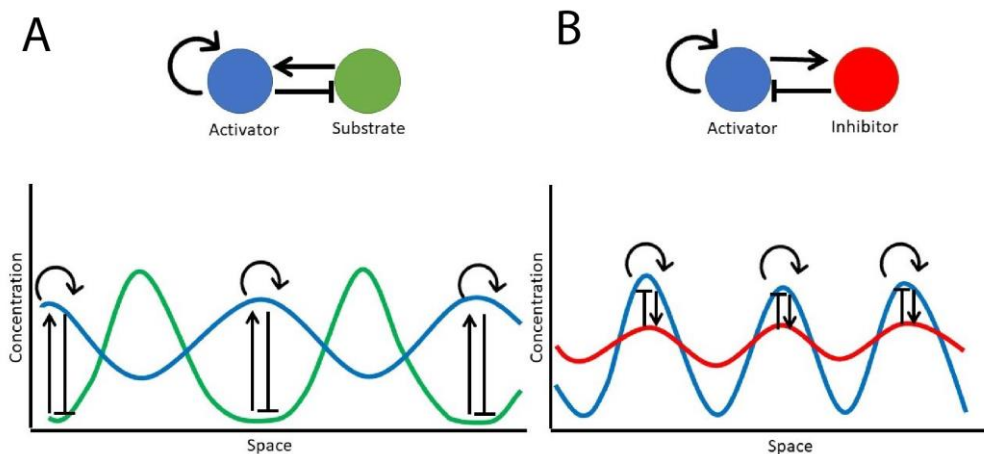 A
Activator
Substrate
Concentration
Space
B
Activator
Inhibitor
Concentration
Space